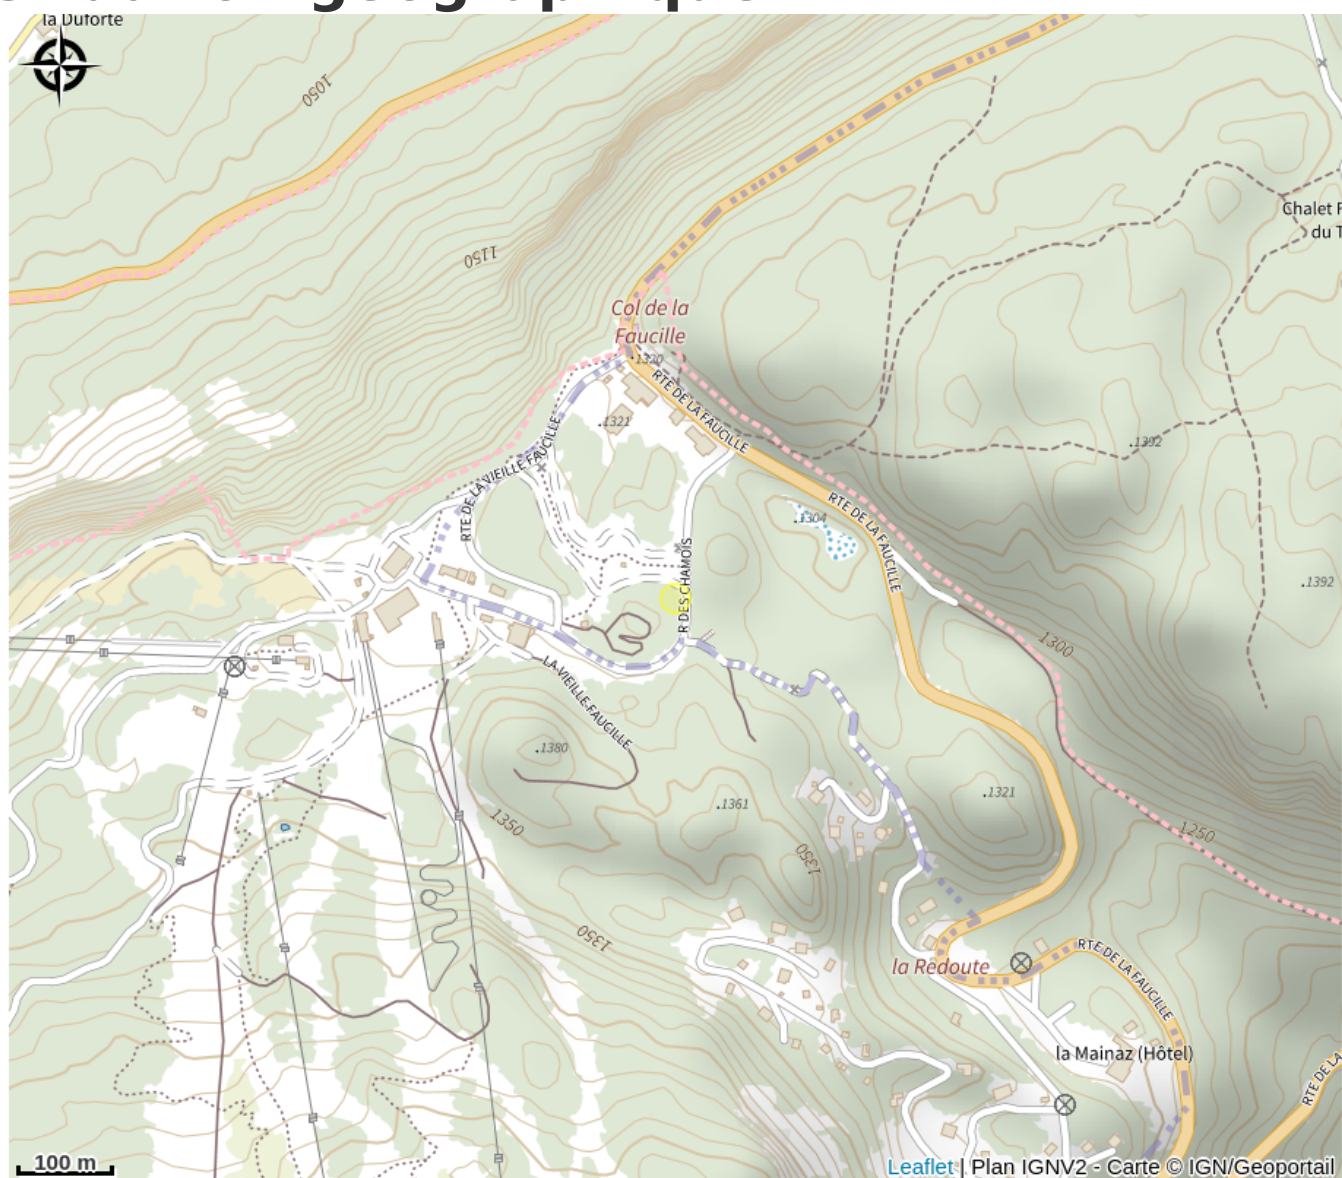 la Duforte
1050
1150
Chalet F
du T
Col de la
Faucille
1320
RTE DE LA FAUCILLE
.1321
RTE DE LA VIEILLE FAUCILLE
.1392
RTE DE LA FAUCILLE
.1304
R DES CHAMOIS
.1392
1300
LA VIEILLE FAUCILLE
.1380
.1361
.1321
1350
1350
1250
1350
la Redoute
RTE DE LA FAUCILLE
la Mainaz (Hôtel)
RTE DE LA
100 m
Leaflet | Plan IGNV2 - Carte © IGN/Geoportail